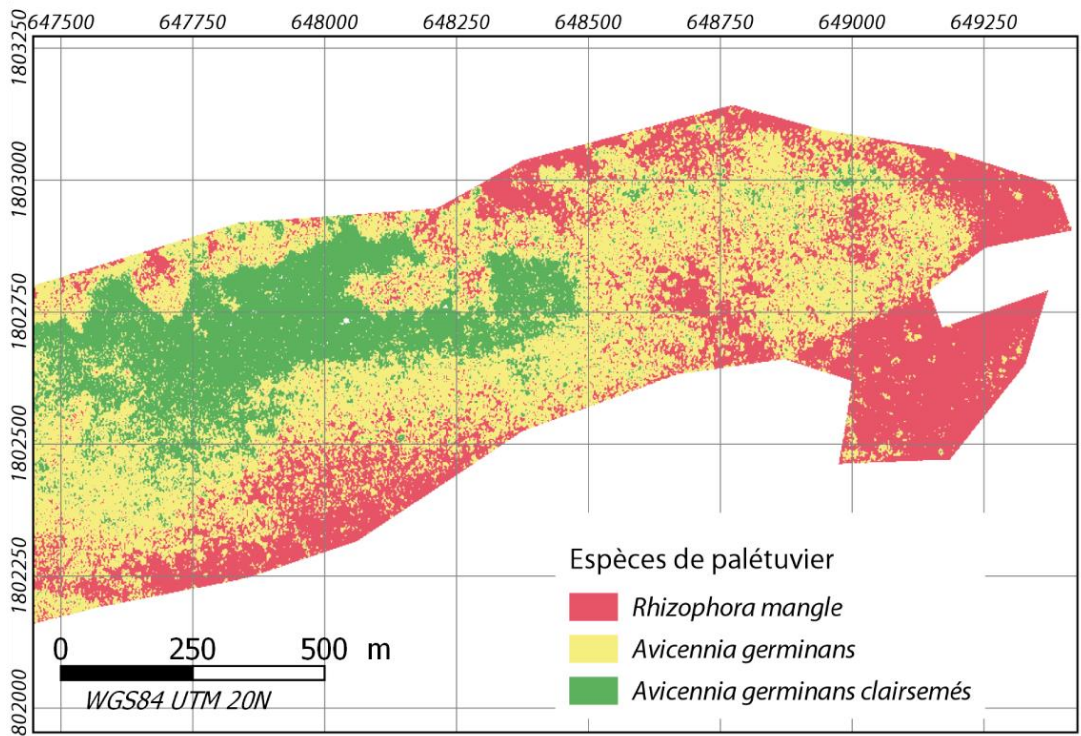 647500 647750 648000 648250 648500 648750 649000 649250
1803250
1803000
1802750
1802500
1802250
802000
Espèces de palétuvier
Rhizophora mangle
Avicennia germinans
Avicennia germinans clairsemés
0 250 500 m
WGS84 UTM 20N